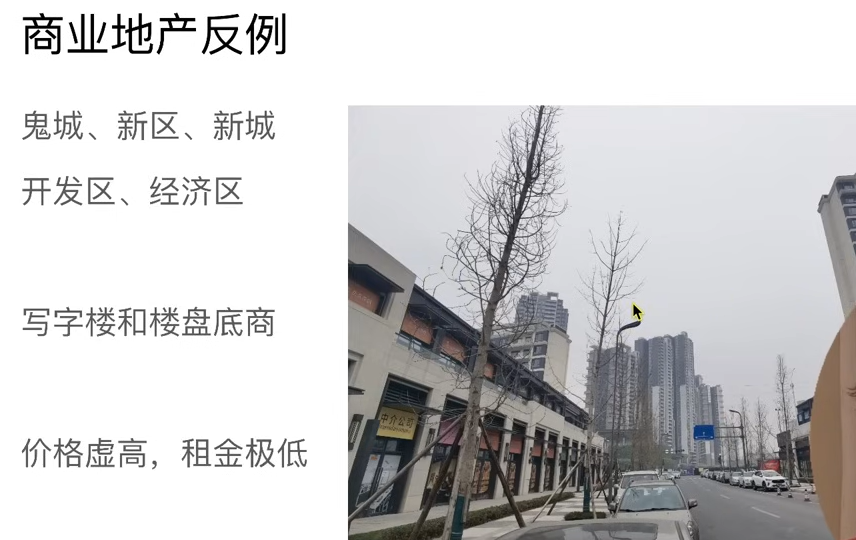 商业地产反例
鬼城、新区、新城
开发区、经济区
写字楼和楼盘底商
价格虚高，租金极低
中介公司